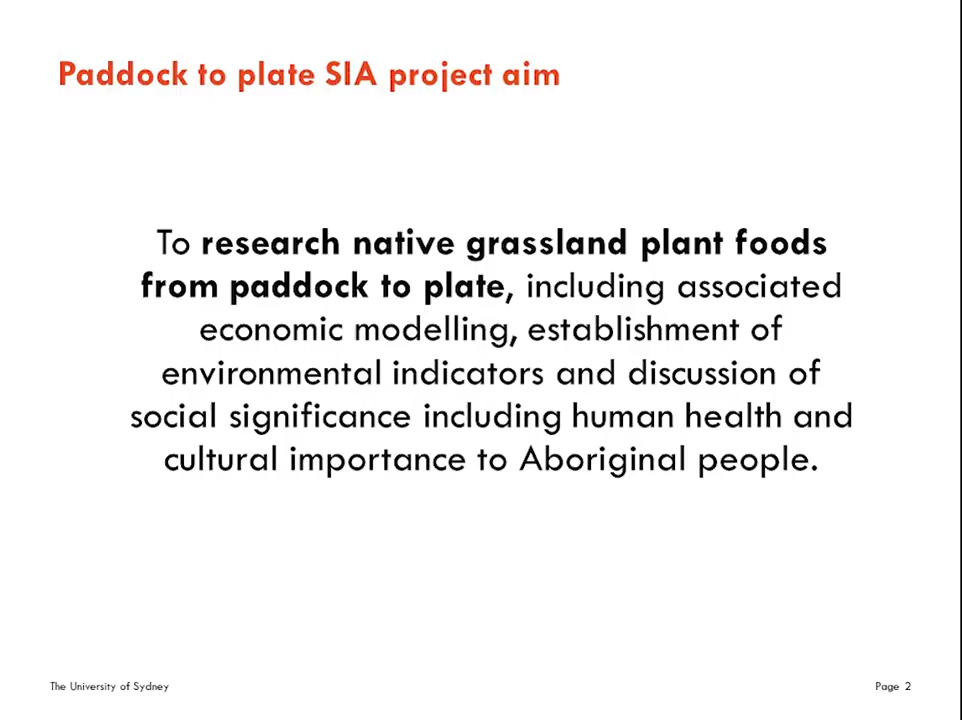 Paddock to plate SIA project aim
To research native grassland plant foods
from paddock to plate, including associated
economic modelling, establishment of
environmental indicators and discussion of
social significance including human health and
cultural importance to Aboriginal people.
The University of Sydney
Page 2